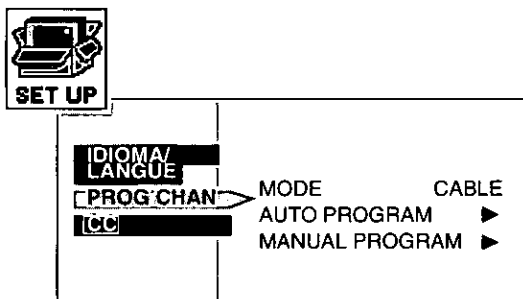 SET UP
IDIOMA/
LANGUE
PROG CHAN
CC
MODE CABLE
AUTO PROGRAM ▶
MANUAL PROGRAM ▶